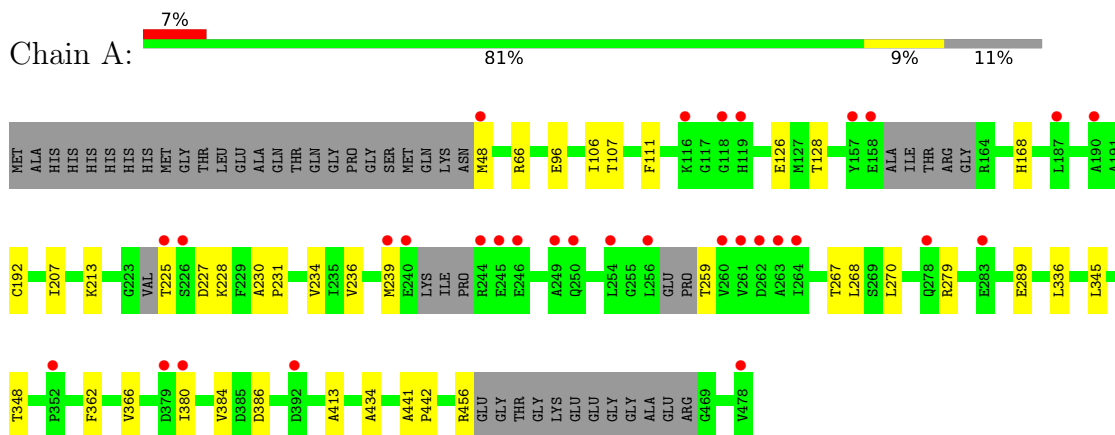 7%
Chain A:
81% 9% 11%
MET ALA HIS HIS HIS HIS HIS HIS MET GLY THR LEU GLU ALA GLN THR GLN GLY PRO GLY SER MET GLN LYS ASN M48 R66 E96 I106 T107 F111 K116 G117 G118 H119 E126 M127 T128 Y157 E158 ALA ILE THR ARG GLY R164 H168 L187 A190 A191
C192 I207 K213 G223 VAL T225 S226 D227 K228 F229 A230 P231 V234 I235 V236 M239 E240 LYS ILE PRO R244 E245 E246 A249 Q250 L254 G255 L256 GLU PRO T259 V260 V261 D262 A263 I264 T267 L268 S269 L270 Q278 R279 E283 E289 L336 L345
T348 P352 F362 V366 D379 I380 V384 D385 D386 D392 A413 A434 A441 P442 R456 GLU GLY THR GLY LYS GLU GLU GLY GLY ALA GLU ARG G469 V478